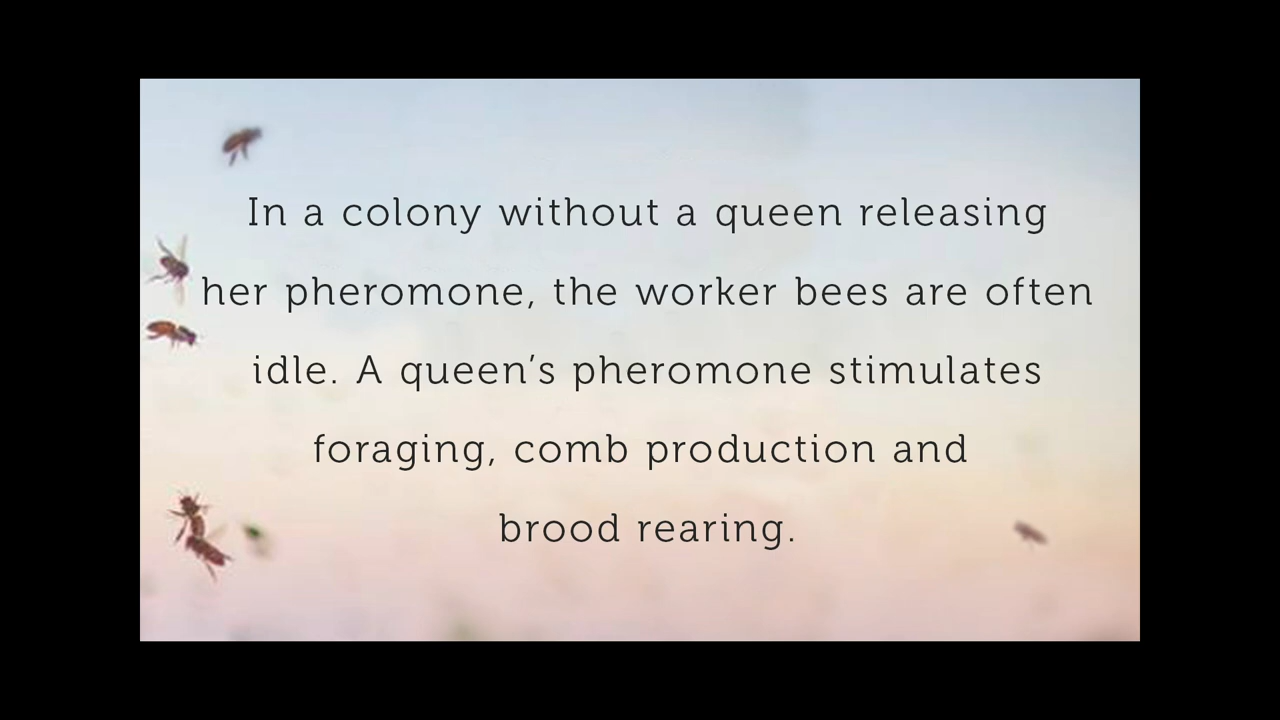 In a colony without a queen releasing
her pheromone, the worker bees are often
idle. A queen’s pheromone stimulates
foraging, comb production and
brood rearing.